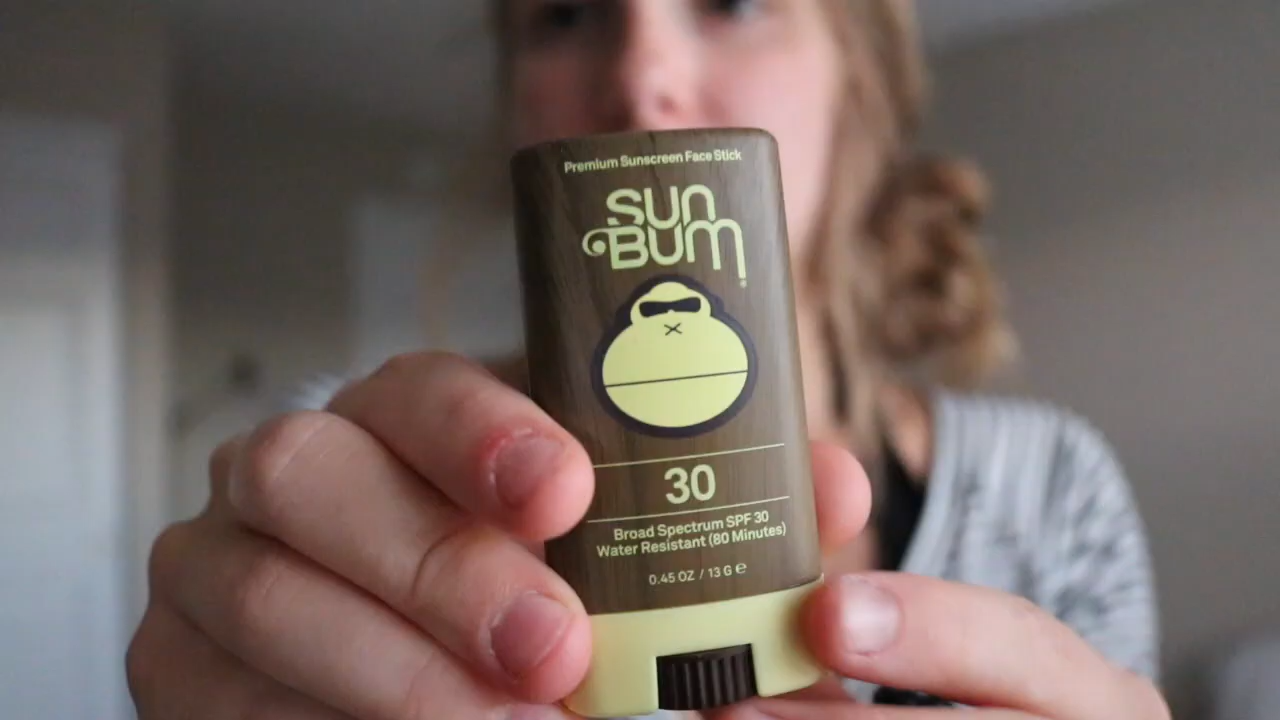 Premium Sunscreen Face Stick
SUN
BUM®
30
Broad Spectrum SPF 30
Water Resistant (80 Minutes)
0.45 OZ / 13 G ℮